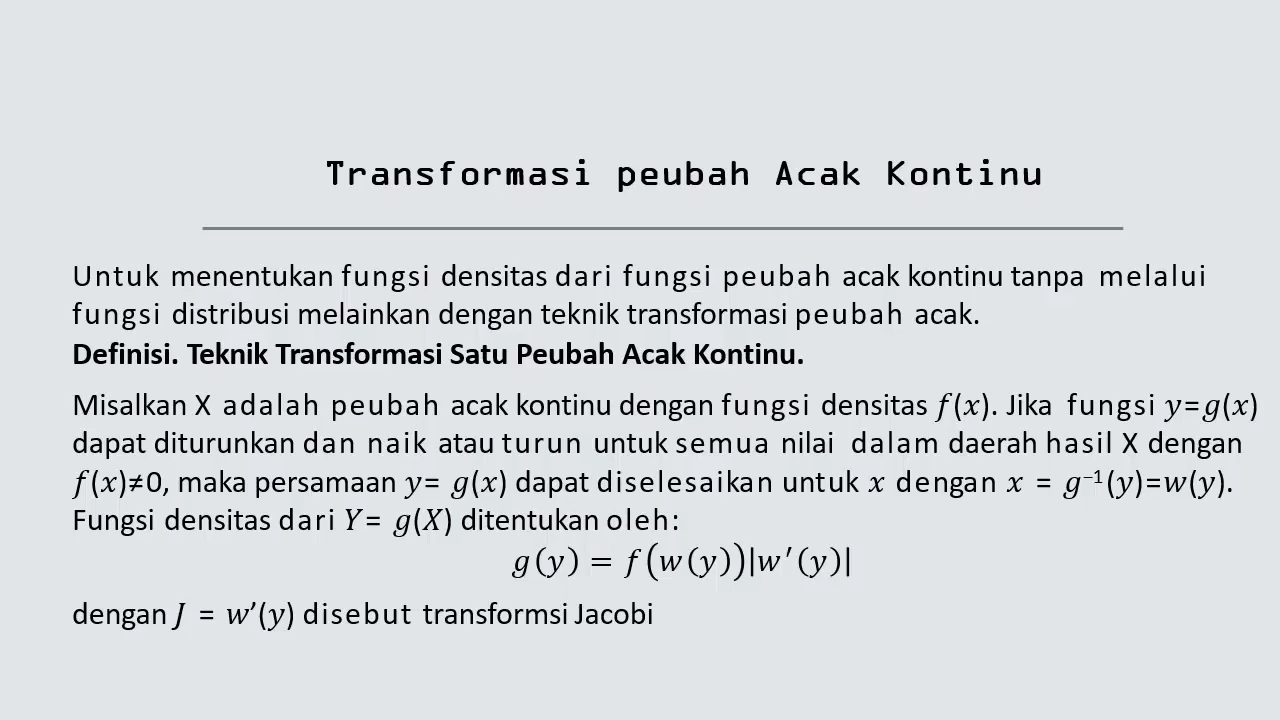 Transformasi peubah Acak Kontinu
Untuk menentukan fungsi densitas dari fungsi peubah acak kontinu tanpa melalui
fungsi distribusi melainkan dengan teknik transformasi peubah acak.
Definisi. Teknik Transformasi Satu Peubah Acak Kontinu.
Misalkan X adalah peubah acak kontinu dengan fungsi densitas f(x). Jika fungsi y=g(x)
dapat diturunkan dan naik atau turun untuk semua nilai dalam daerah hasil X dengan
f(x)≠0, maka persamaan y= g(x) dapat diselesaikan untuk x dengan x = g⁻¹(y)=w(y).
Fungsi densitas dari Y= g(X) ditentukan oleh:
g(y) = f(w(y))|w′(y)|
dengan J = w’(y) disebut transformsi Jacobi